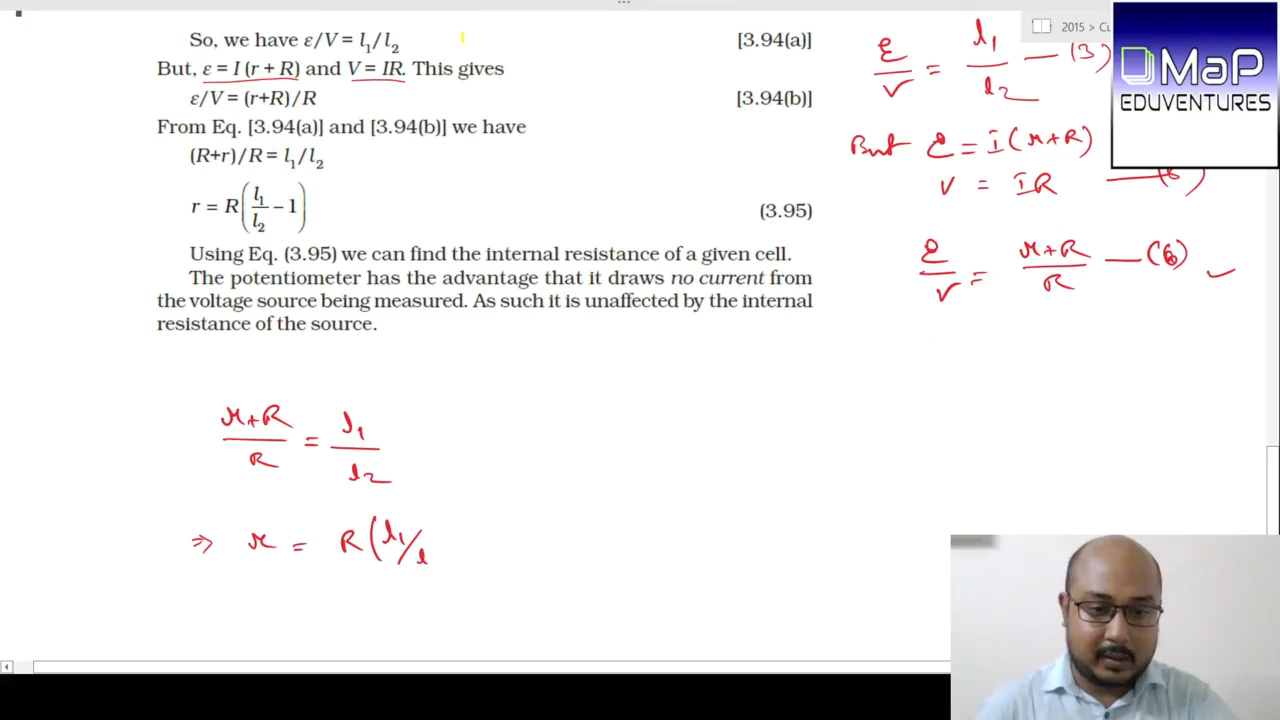 So, we have ε/V = l₁/l₂ [3.94(a)]
But, ε = I (r + R) and V = IR. This gives
ε/V = (r+R)/R [3.94(b)]
From Eq. [3.94(a)] and [3.94(b)] we have
(R+r)/R = l₁/l₂
r = R(l₁/l₂ − 1) (3.95)
Using Eq. (3.95) we can find the internal resistance of a given cell.
The potentiometer has the advantage that it draws no current from
the voltage source being measured. As such it is unaffected by the internal
resistance of the source.
r+R/R = l₁/l₂
⇒ r = R(l₁/l
2015 > Cu
ε/V = l₁/l₂ —(3)
But ε = I(r+R)
V = IR
ε/V = r+R/R —(6)
MaP
EDUVENTURES